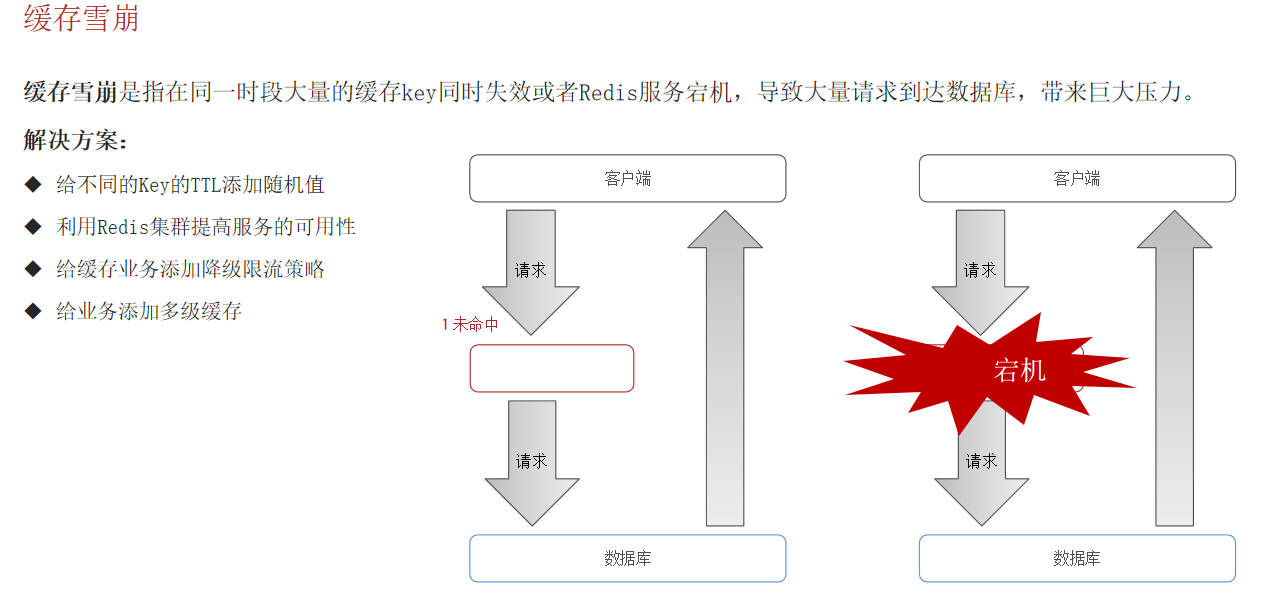 缓存雪崩
缓存雪崩是指在同一时段大量的缓存key同时失效或者Redis服务宕机，导致大量请求到达数据库，带来巨大压力。
解决方案：
◆ 给不同的Key的TTL添加随机值
◆ 利用Redis集群提高服务的可用性
◆ 给缓存业务添加降级限流策略
◆ 给业务添加多级缓存
客户端
请求
1 未命中
请求
数据库
客户端
请求
宕机
请求
数据库